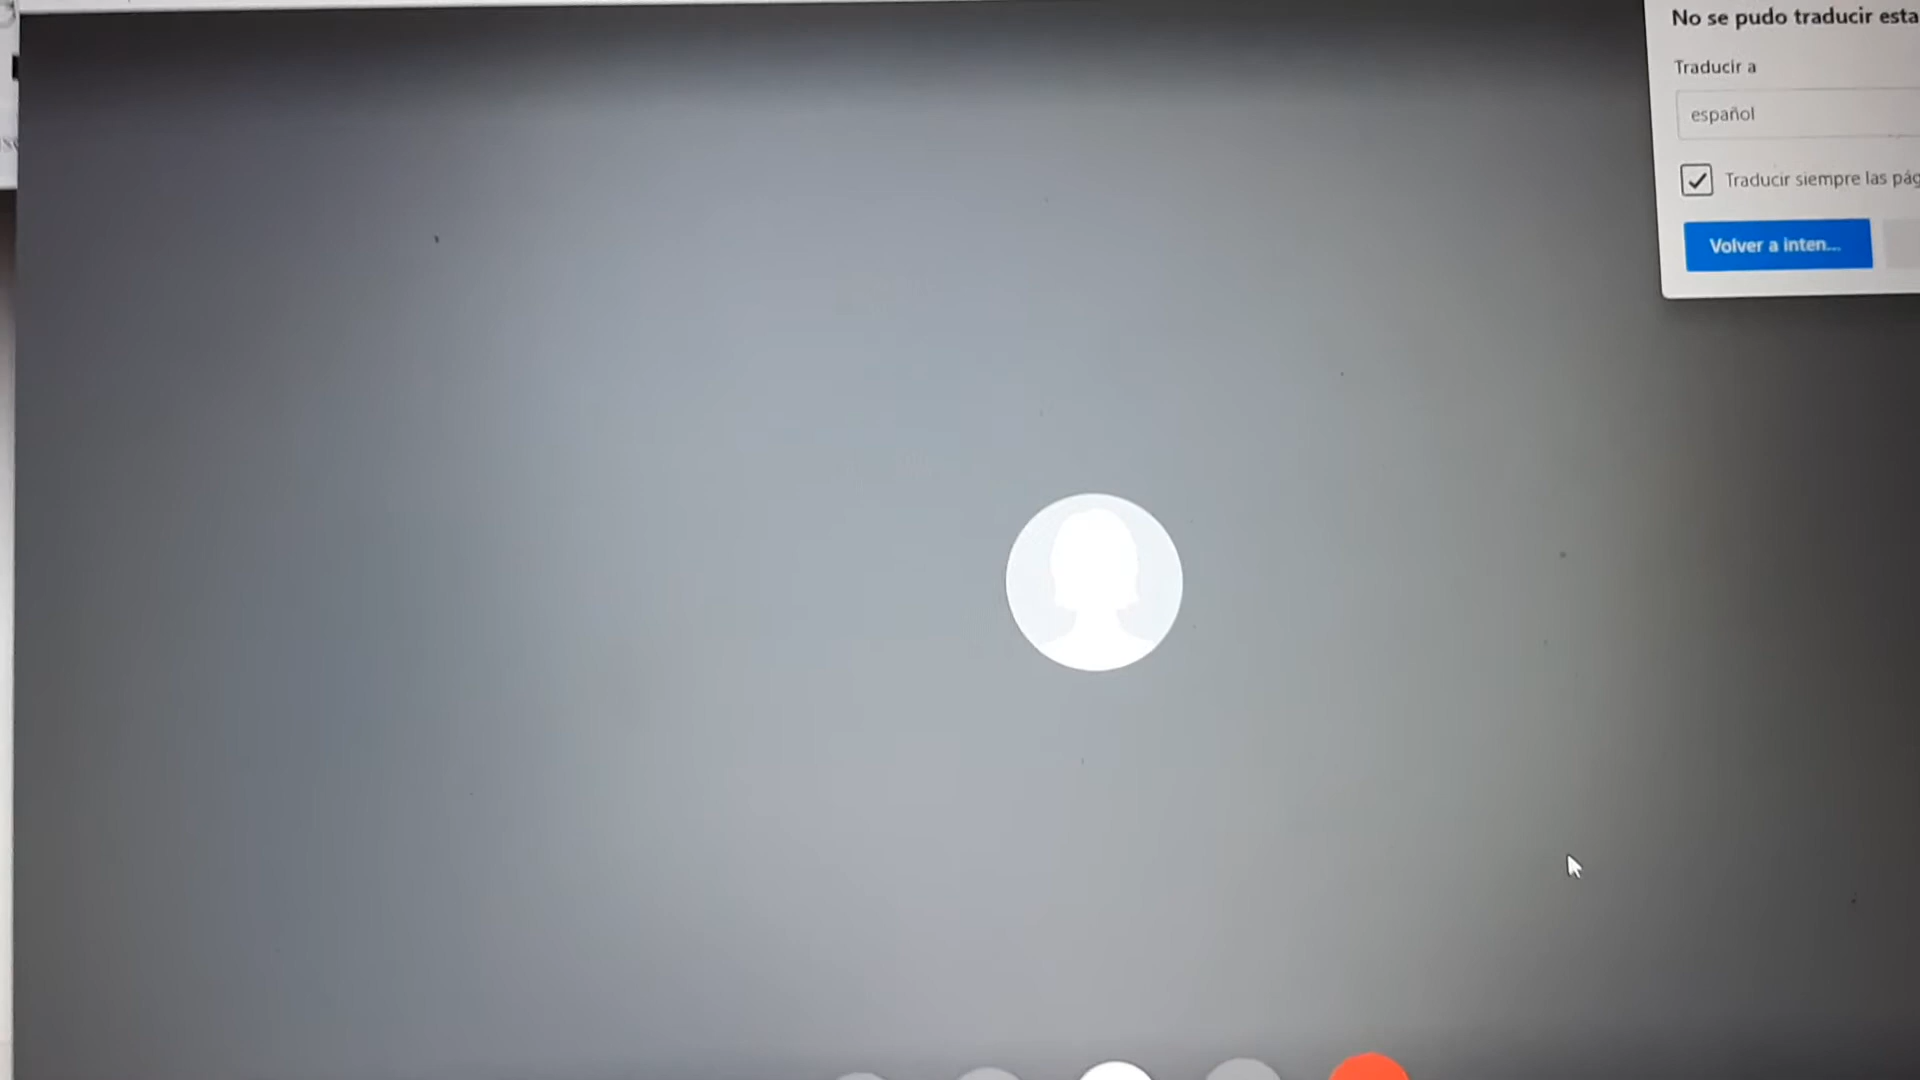 No se pudo traducir esta
Traducir a
español
Traducir siempre las pág
Volver a inten...